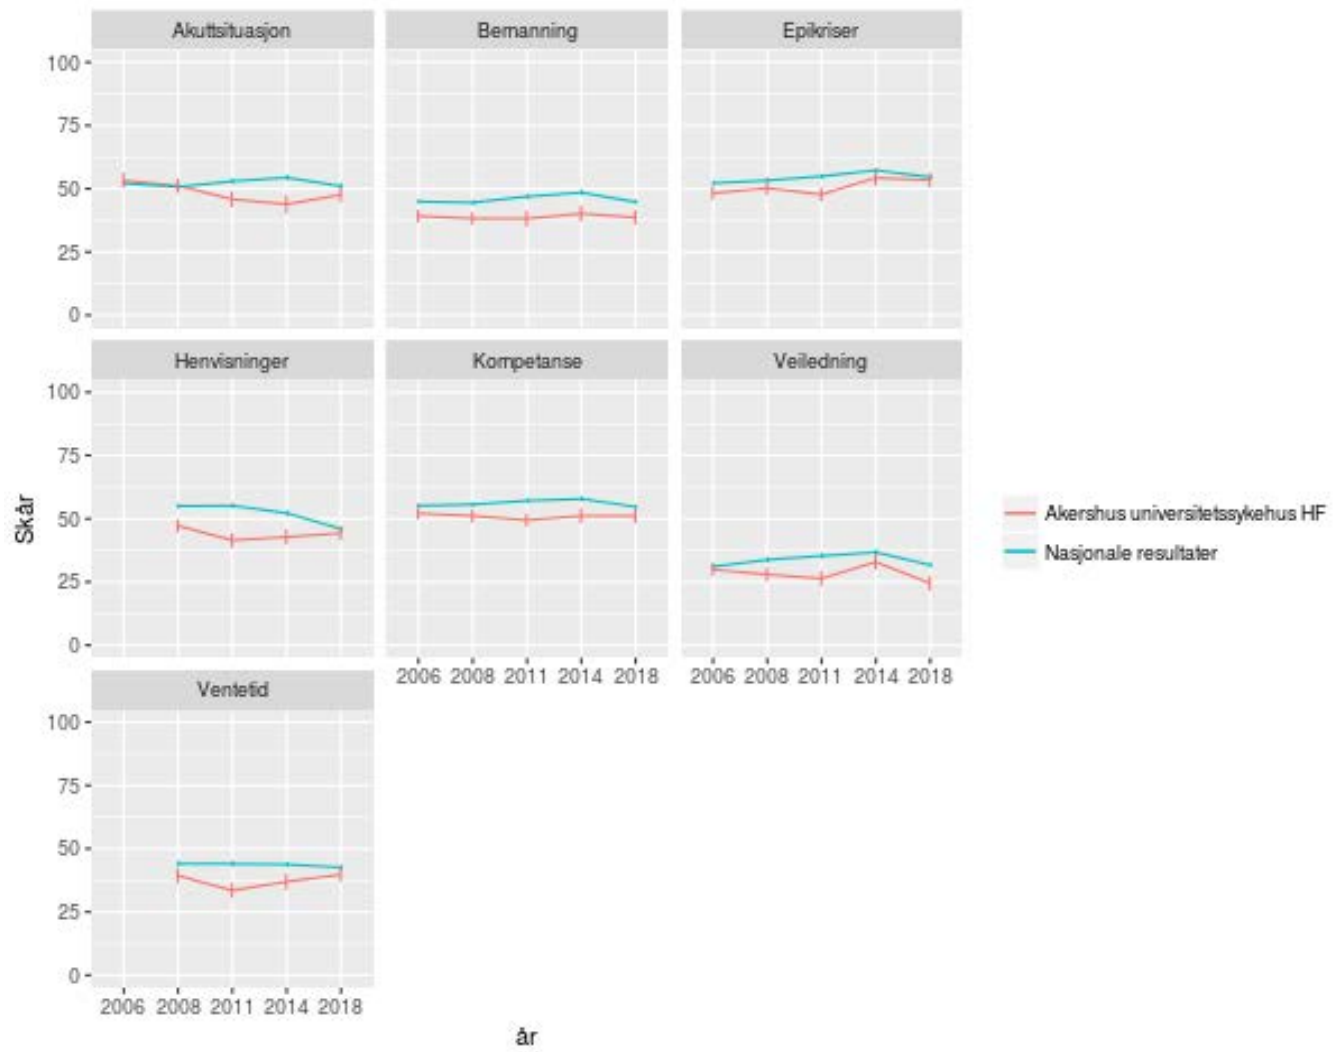 Akuttsituasjon Bemanning Epikriser
100
75
50
25
0
Henvisninger Kompetanse Veiledning
100
75
50
25
0
Skår
Akershus universitetssykehus HF
Nasjonale resultater
2006 2008 2011 2014 2018 2006 2008 2011 2014 2018
Ventetid
100
75
50
25
0
2006 2008 2011 2014 2018
år